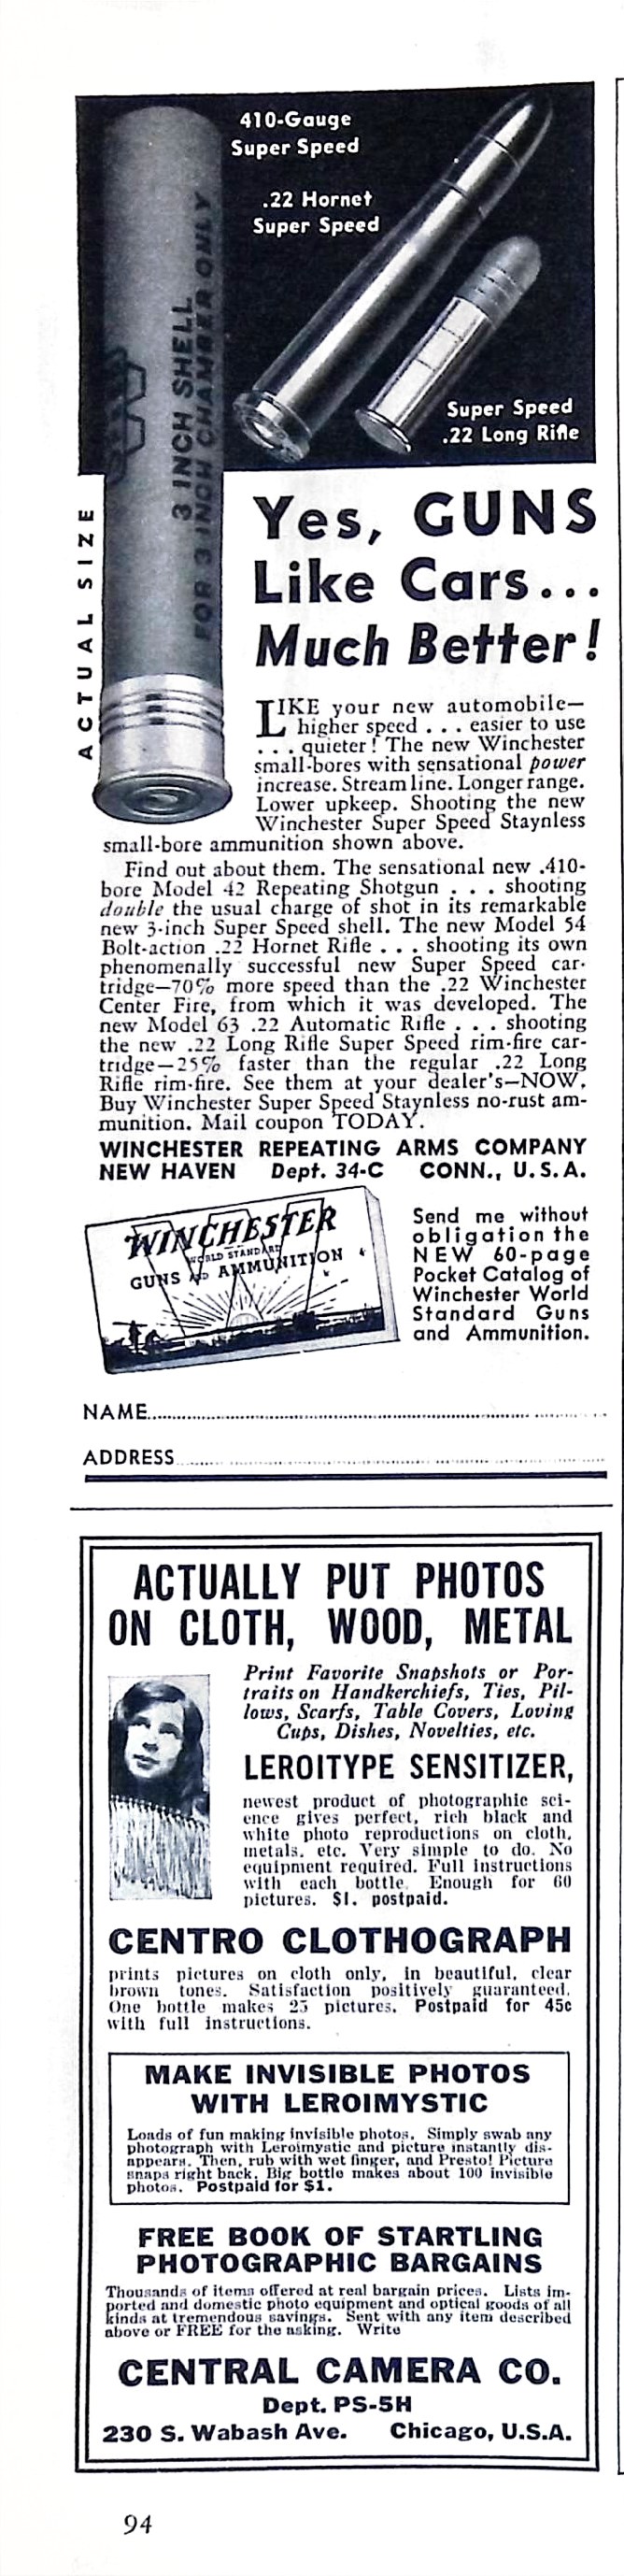 410-Gauge
Super Speed
.22 Hornet
Super Speed
Super Speed
.22 Long Rifle
3 INCH SHELL
FOR 3 INCH CHAMBER ONLY
ACTUAL SIZE
Yes, GUNS
Like Cars...
Much Better!
LIKE your new automobile—
higher speed . . . easier to use
. . . quieter! The new Winchester
small-bores with sensational power
increase. Streamline. Longer range.
Lower upkeep. Shooting the new
Winchester Super Speed Staynless
small-bore ammunition shown above.
Find out about them. The sensational new .410-
bore Model 42 Repeating Shotgun . . . shooting
double the usual charge of shot in its remarkable
new 3-inch Super Speed shell. The new Model 54
Bolt-action .22 Hornet Rifle . . . shooting its own
phenomenally successful new Super Speed car-
tridge—70% more speed than the .22 Winchester
Center Fire, from which it was developed. The
new Model 63 .22 Automatic Rifle . . . shooting
the new .22 Long Rifle Super Speed rim-fire car-
tridge—25% faster than the regular .22 Long
Rifle rim-fire. See them at your dealer's—NOW.
Buy Winchester Super Speed Staynless no-rust am-
munition. Mail coupon TODAY.
WINCHESTER REPEATING ARMS COMPANY
NEW HAVEN Dept. 34-C CONN., U.S.A.
WINCHESTER
WORLD STANDARD
GUNS AND AMMUNITION
Send me without
obligation the
NEW 60-page
Pocket Catalog of
Winchester World
Standard Guns
and Ammunition.
NAME
ADDRESS
ACTUALLY PUT PHOTOS
ON CLOTH, WOOD, METAL
Print Favorite Snapshots or Por-
traits on Handkerchiefs, Ties, Pil-
lows, Scarfs, Table Covers, Loving
Cups, Dishes, Novelties, etc.
LEROITYPE SENSITIZER,
newest product of photographic sci-
ence gives perfect, rich black and
white photo reproductions on cloth,
metals, etc. Very simple to do. No
equipment required. Full instructions
with each bottle. Enough for 60
pictures. $1. postpaid.
CENTRO CLOTHOGRAPH
prints pictures on cloth only, in beautiful, clear
brown tones. Satisfaction positively guaranteed.
One bottle makes 25 pictures. Postpaid for 45c
with full instructions.
MAKE INVISIBLE PHOTOS
WITH LEROIMYSTIC
Loads of fun making invisible photos. Simply swab any
photograph with Leroimystic and picture instantly dis-
appears. Then, rub with wet finger, and Presto! Picture
snaps right back. Big bottle makes about 100 invisible
photos. Postpaid for $1.
FREE BOOK OF STARTLING
PHOTOGRAPHIC BARGAINS
Thousands of items offered at real bargain prices. Lists im-
ported and domestic photo equipment and optical goods of all
kinds at tremendous savings. Sent with any item described
above or FREE for the asking. Write
CENTRAL CAMERA CO.
Dept. PS-5H
230 S. Wabash Ave. Chicago, U.S.A.
94